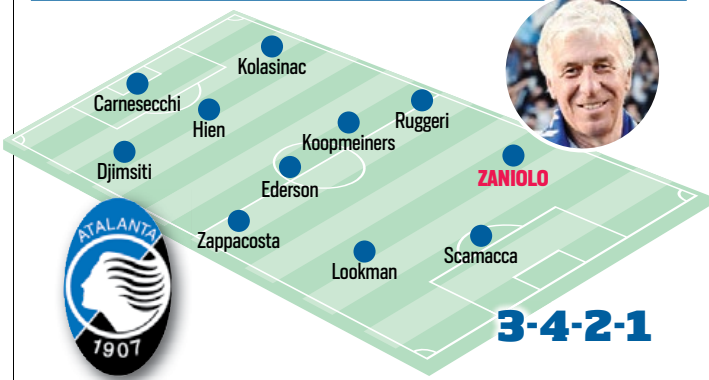 Kolasinac
Carnesecchi
Hien
Ruggeri
Koopmeiners
Djimsiti
ZANIOLO
Ederson
Zappacosta
Lookman
Scamacca
ATALANTA
1907
3-4-2-1